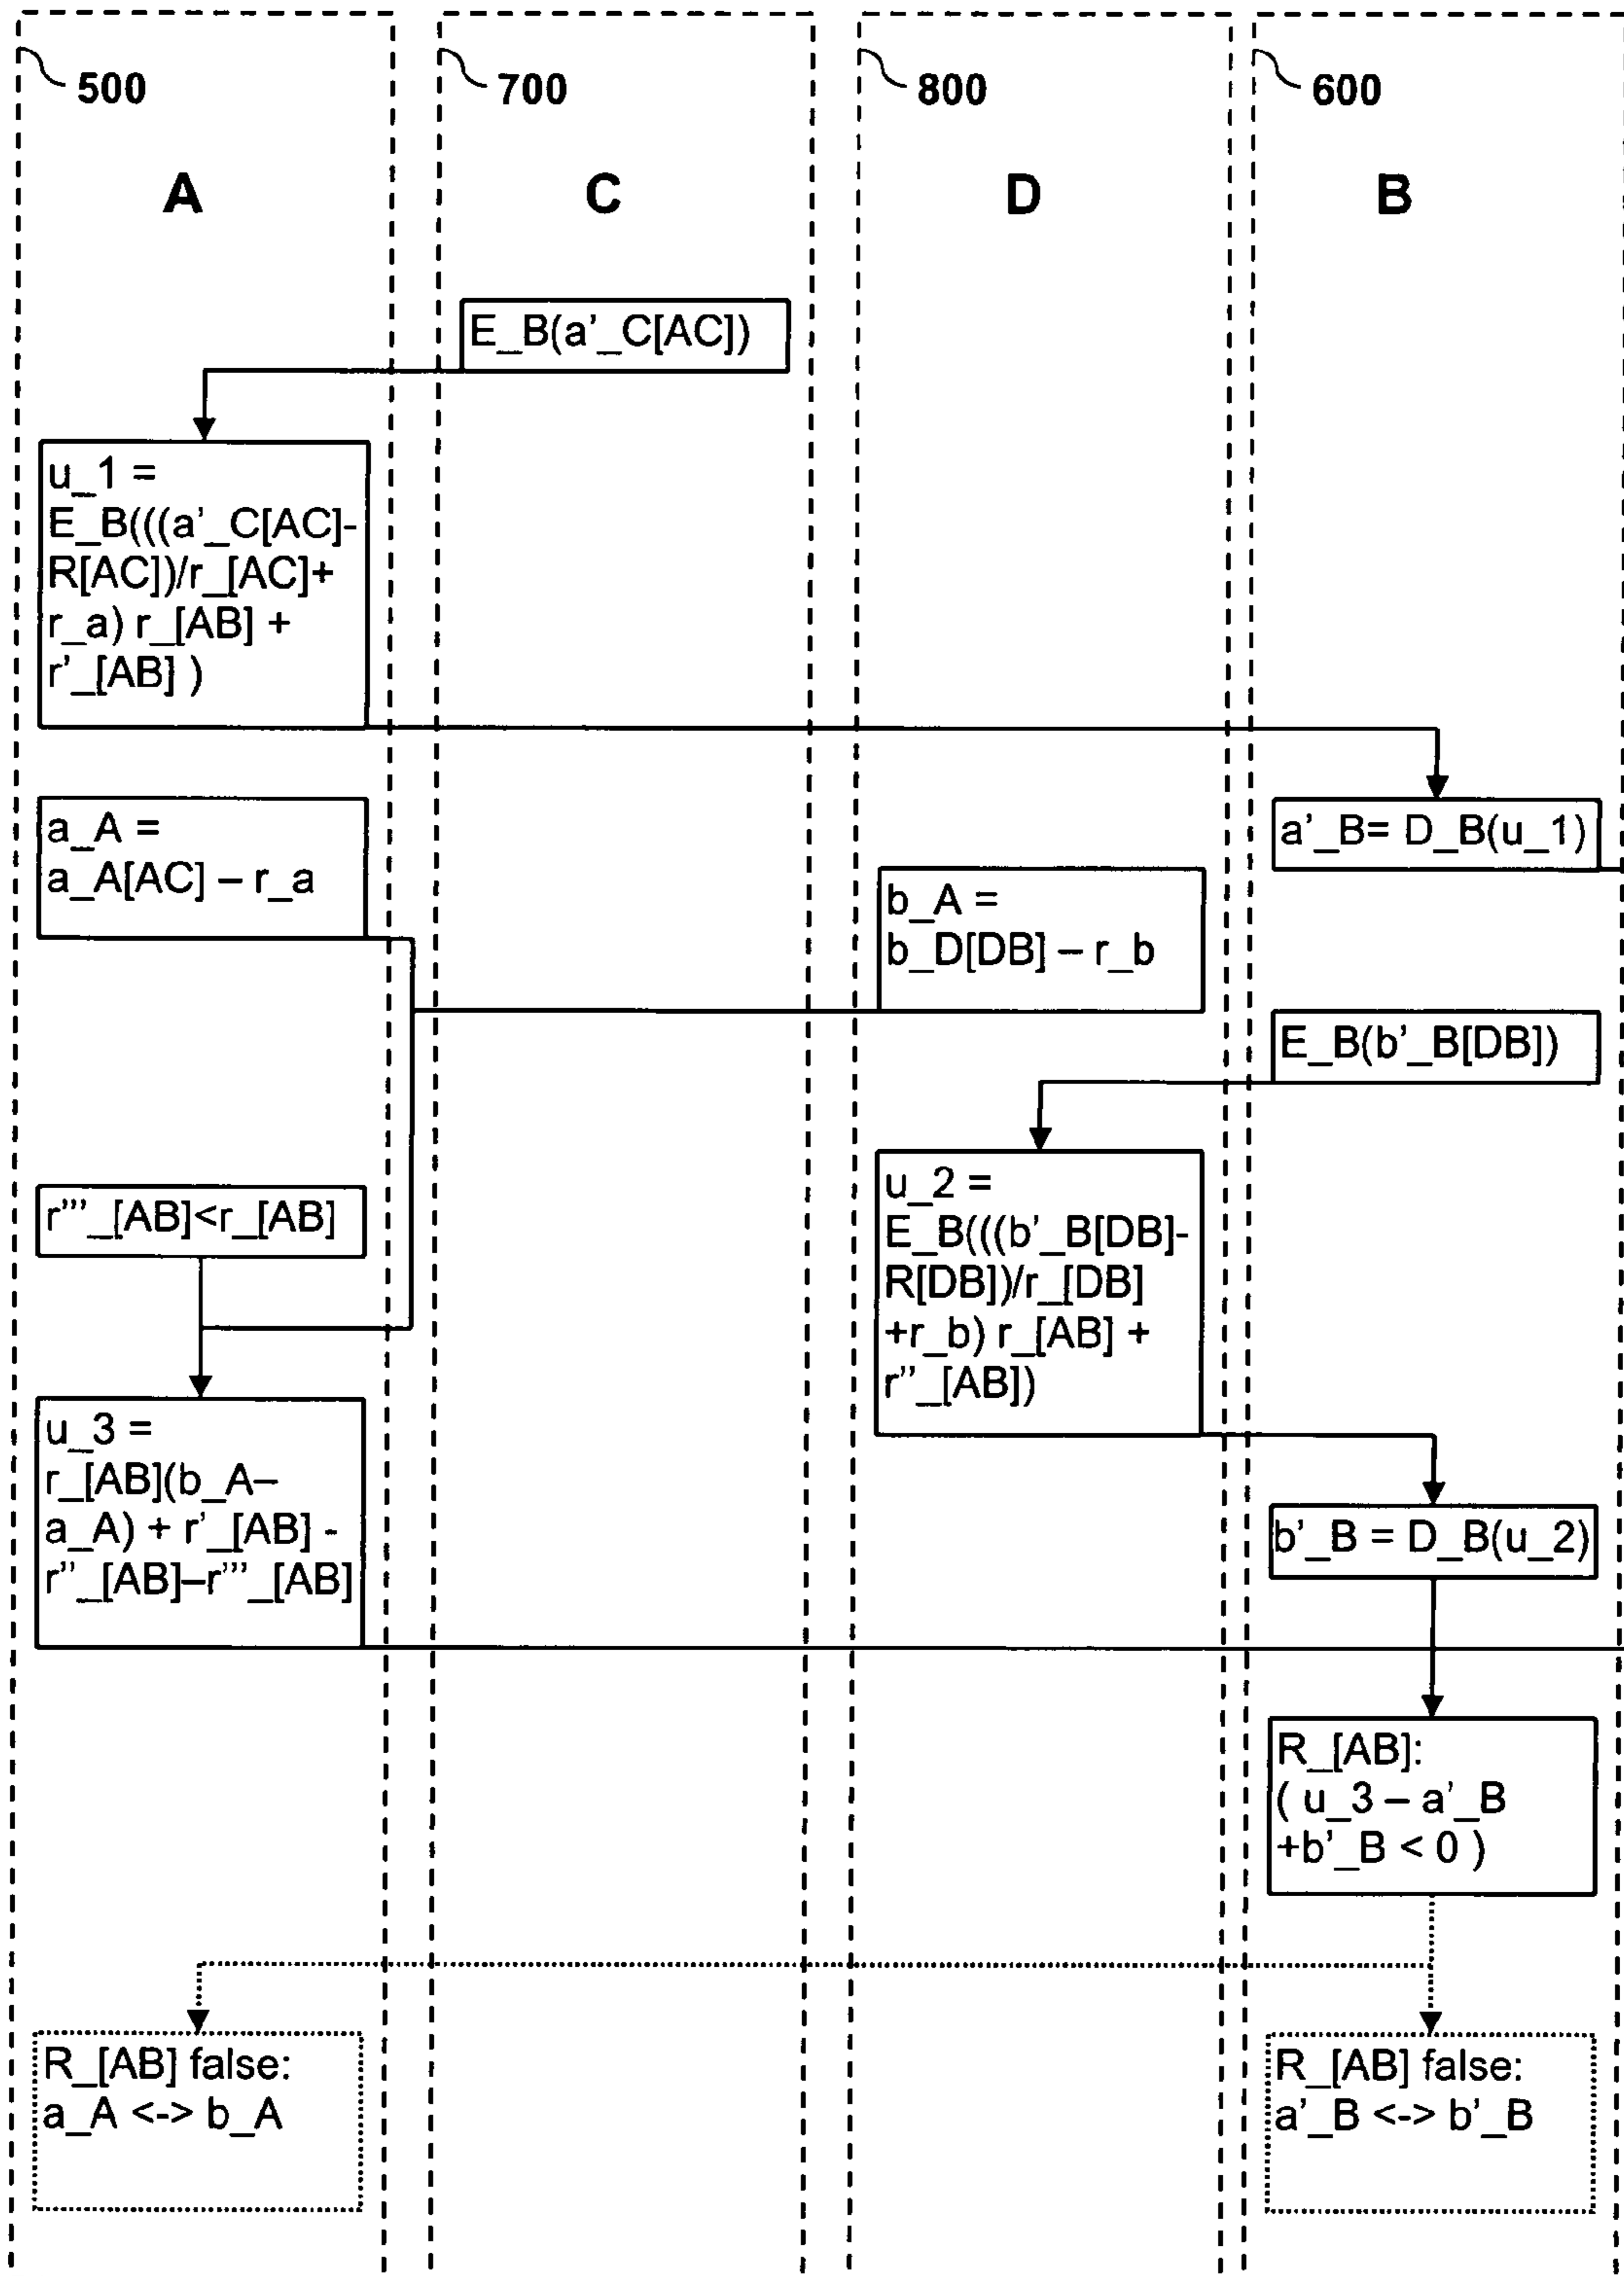 500
700
800
600
A
C
D
B
E_B(a'_C[AC])
u_1 =
E_B(((a'_C[AC]-
R[AC])/r_[AC]+
r_a) r_[AB] +
r'_[AB] )
a_A =
a_A[AC] – r_a
a'_B= D_B(u_1)
b_A =
b_D[DB] – r_b
E_B(b'_B[DB])
r'''_[AB]<r_[AB]
u_2 =
E_B(((b'_B[DB]-
R[DB])/r_[DB]
+r_b) r_[AB] +
r''_[AB])
u_3 =
r_[AB](b_A–
a_A) + r'_[AB] -
r''_[AB]–r'''_[AB]
b'_B = D_B(u_2)
R_[AB]:
( u_3 – a'_B
+b'_B < 0 )
R_[AB] false:
a_A <-> b_A
R_[AB] false:
a'_B <-> b'_B